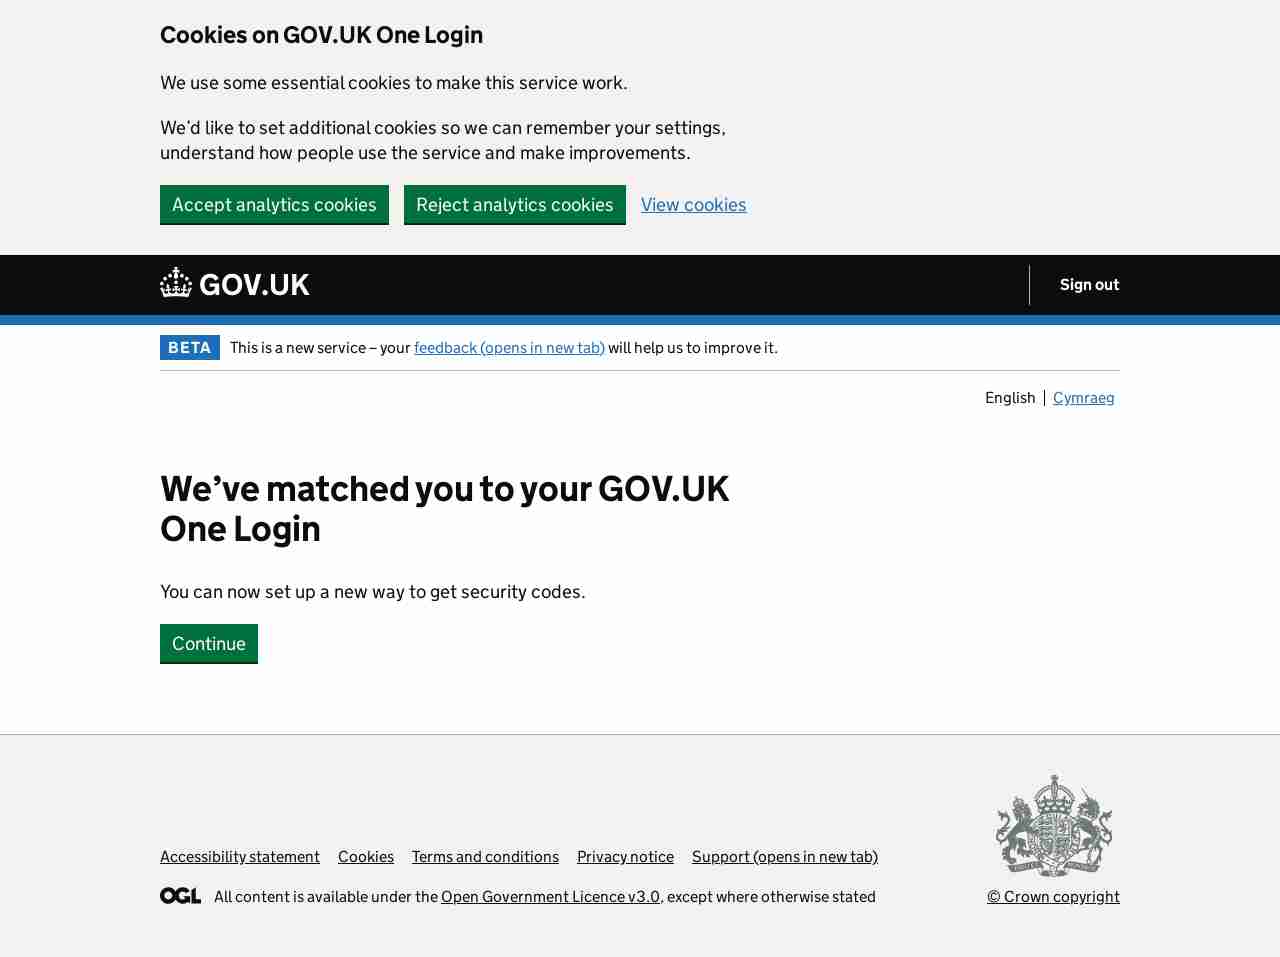 Cookies on GOV.UK One Login
We use some essential cookies to make this service work.
We’d like to set additional cookies so we can remember your settings,
understand how people use the service and make improvements.
Accept analytics cookies
Reject analytics cookies
View cookies
GOV.UK
Sign out
BETA
This is a new service – your feedback (opens in new tab) will help us to improve it.
English
Cymraeg
We’ve matched you to your GOV.UK
One Login
You can now set up a new way to get security codes.
Continue
Accessibility statement
Cookies
Terms and conditions
Privacy notice
Support (opens in new tab)
OGL
All content is available under the Open Government Licence v3.0, except where otherwise stated
© Crown copyright